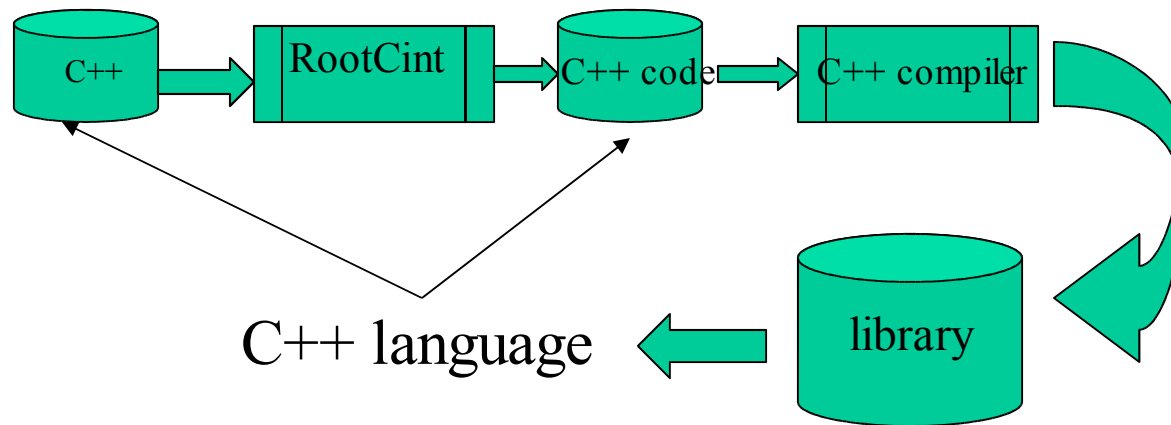 C++
RootCint
C++ code
C++ compiler
library
C++ language